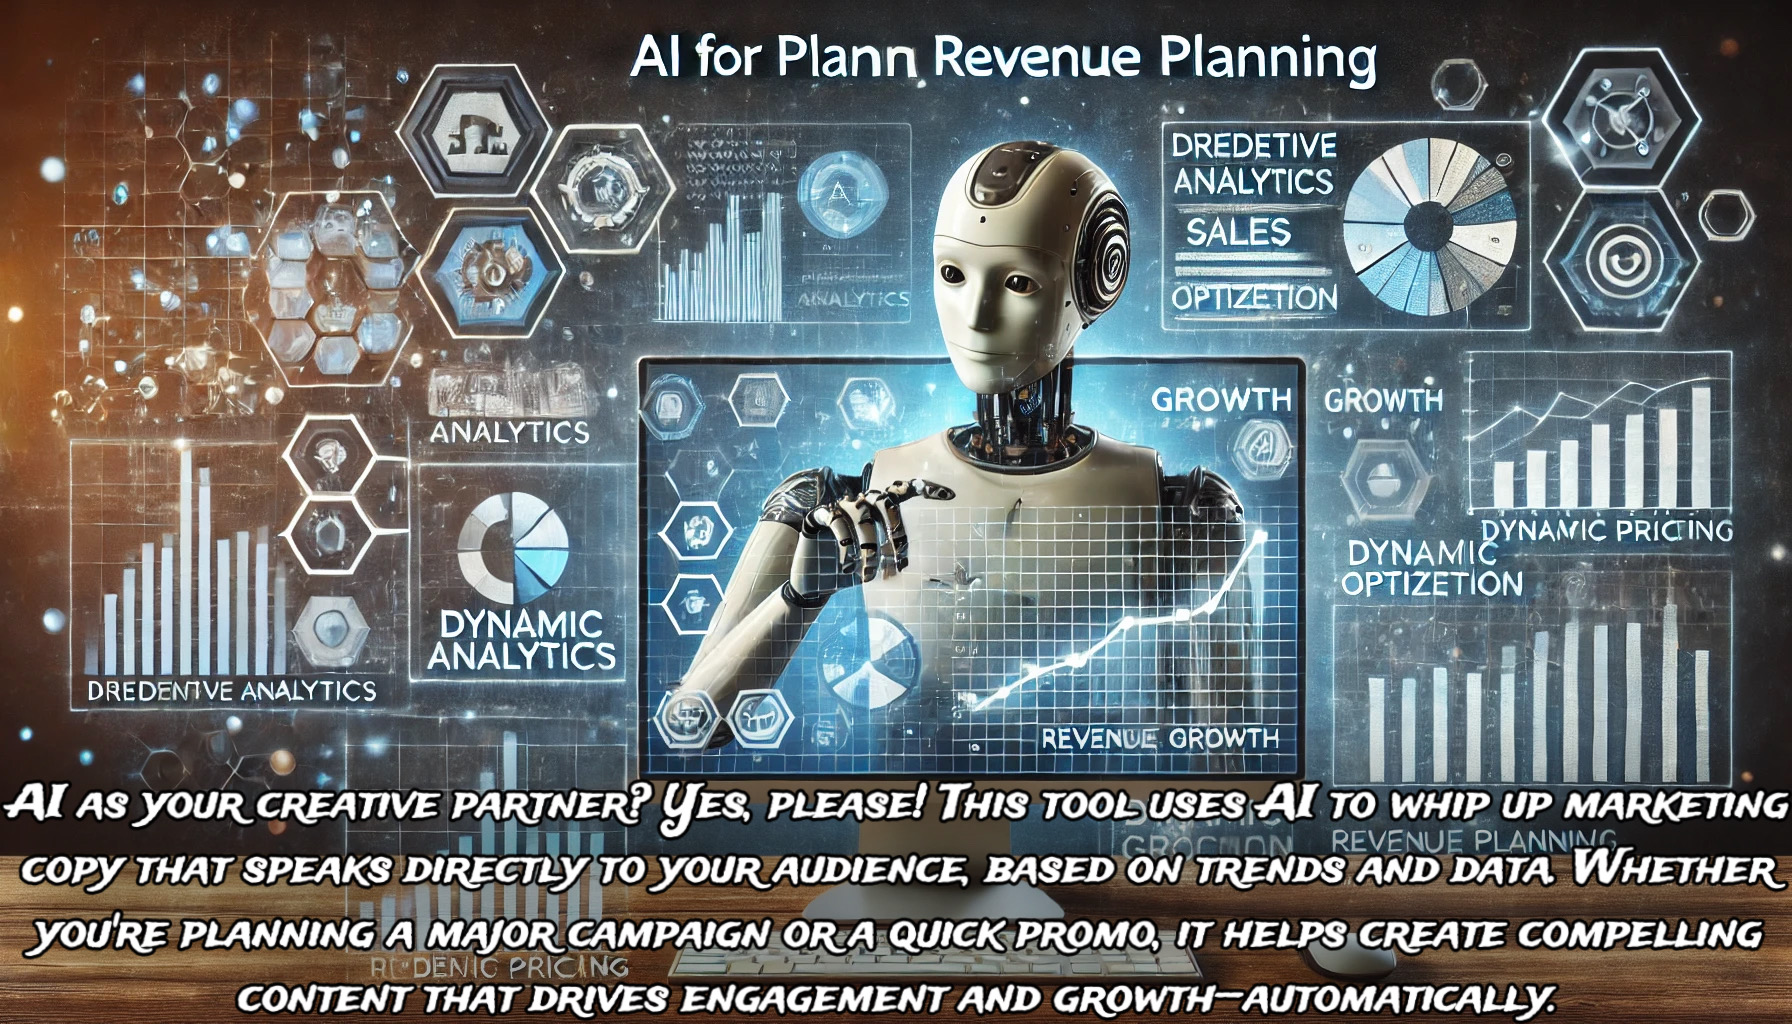 AI for Plann Revenue Planning
DREDETIVE
ANALYTICS
SALES
OPTIZETION
ANALYTICS
ANALYTICS
GROWTH
GROWTH
DYNAMIC PRICING
DYNAMIC
OPTIZETION
DYNAMIC
ANALYTICS
DREDENTVE ANALYTICS
REVENUE GROWTH
REVENUE PLANNING
AI AS YOUR CREATIVE PARTNER? YES, PLEASE! THIS TOOL USES AI TO WHIP UP MARKETING
COPY THAT SPEAKS DIRECTLY TO YOUR AUDIENCE, BASED ON TRENDS AND DATA. WHETHER
YOU'RE PLANNING A MAJOR CAMPAIGN OR A QUICK PROMO, IT HELPS CREATE COMPELLING
PRICING
CONTENT THAT DRIVES ENGAGEMENT AND GROWTH—AUTOMATICALLY.